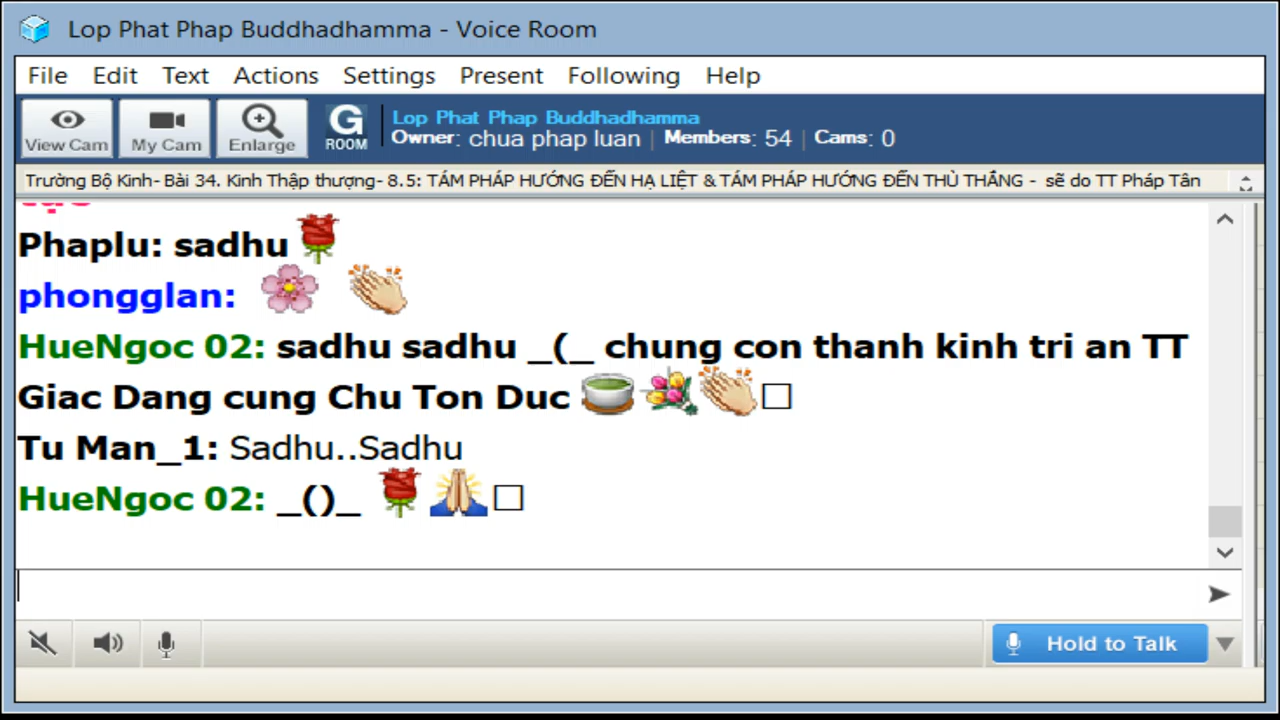 Lop Phat Phap Buddhadhamma - Voice Room
File Edit Text Actions Settings Present Following Help
View Cam My Cam Enlarge G ROOM
Lop Phat Phap Buddhadhamma
Owner: chua phap luan | Members: 54 | Cams: 0
Trường Bộ Kinh- Bài 34. Kinh Thập thượng- 8.5: TÁM PHÁP HƯỚNG ĐẾN HẠ LIỆT & TÁM PHÁP HƯỚNG ĐẾN THÙ THẮNG - sẽ do TT Pháp Tân
Phaplu: sadhu
phongglan:
HueNgoc 02: sadhu sadhu _(_ chung con thanh kinh tri an TT
Giac Dang cung Chu Ton Duc
Tu Man_1: Sadhu..Sadhu
HueNgoc 02: _()_
Hold to Talk